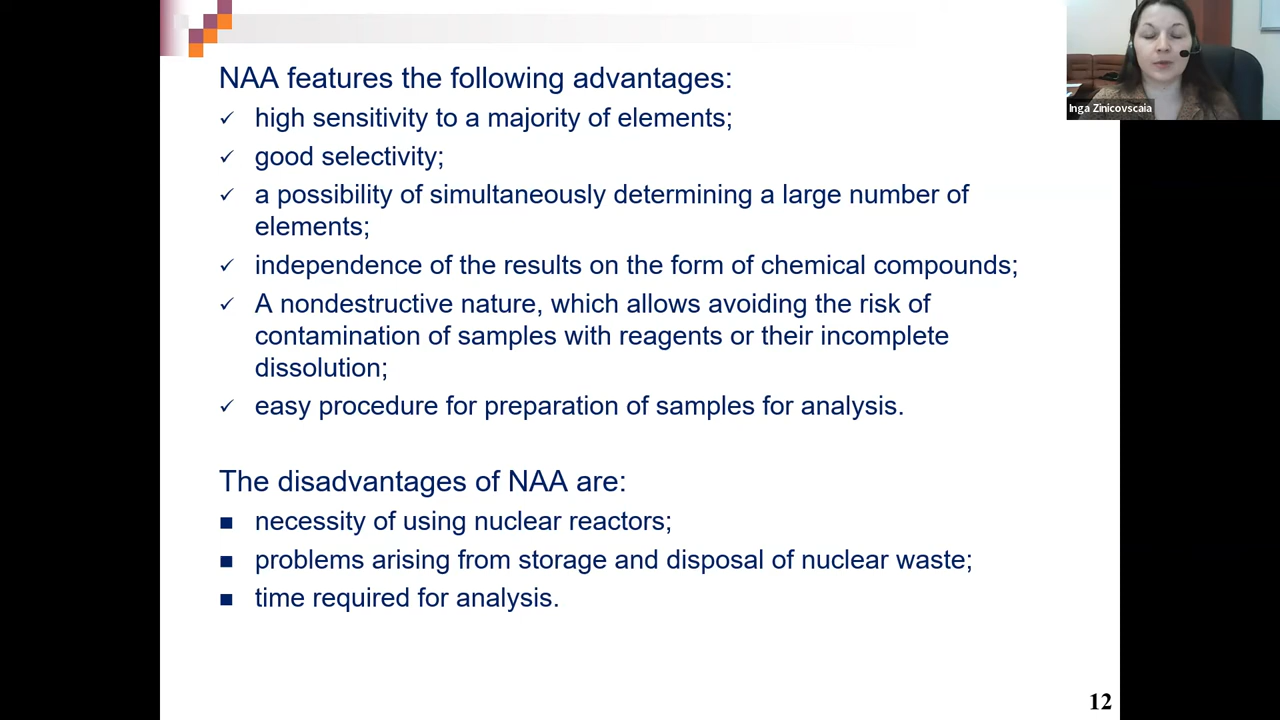 NAA features the following advantages:
✓ high sensitivity to a majority of elements;
✓ good selectivity;
✓ a possibility of simultaneously determining a large number of
elements;
✓ independence of the results on the form of chemical compounds;
✓ A nondestructive nature, which allows avoiding the risk of
contamination of samples with reagents or their incomplete
dissolution;
✓ easy procedure for preparation of samples for analysis.
The disadvantages of NAA are:
■ necessity of using nuclear reactors;
■ problems arising from storage and disposal of nuclear waste;
■ time required for analysis.
12
Inga Zinicovscaia